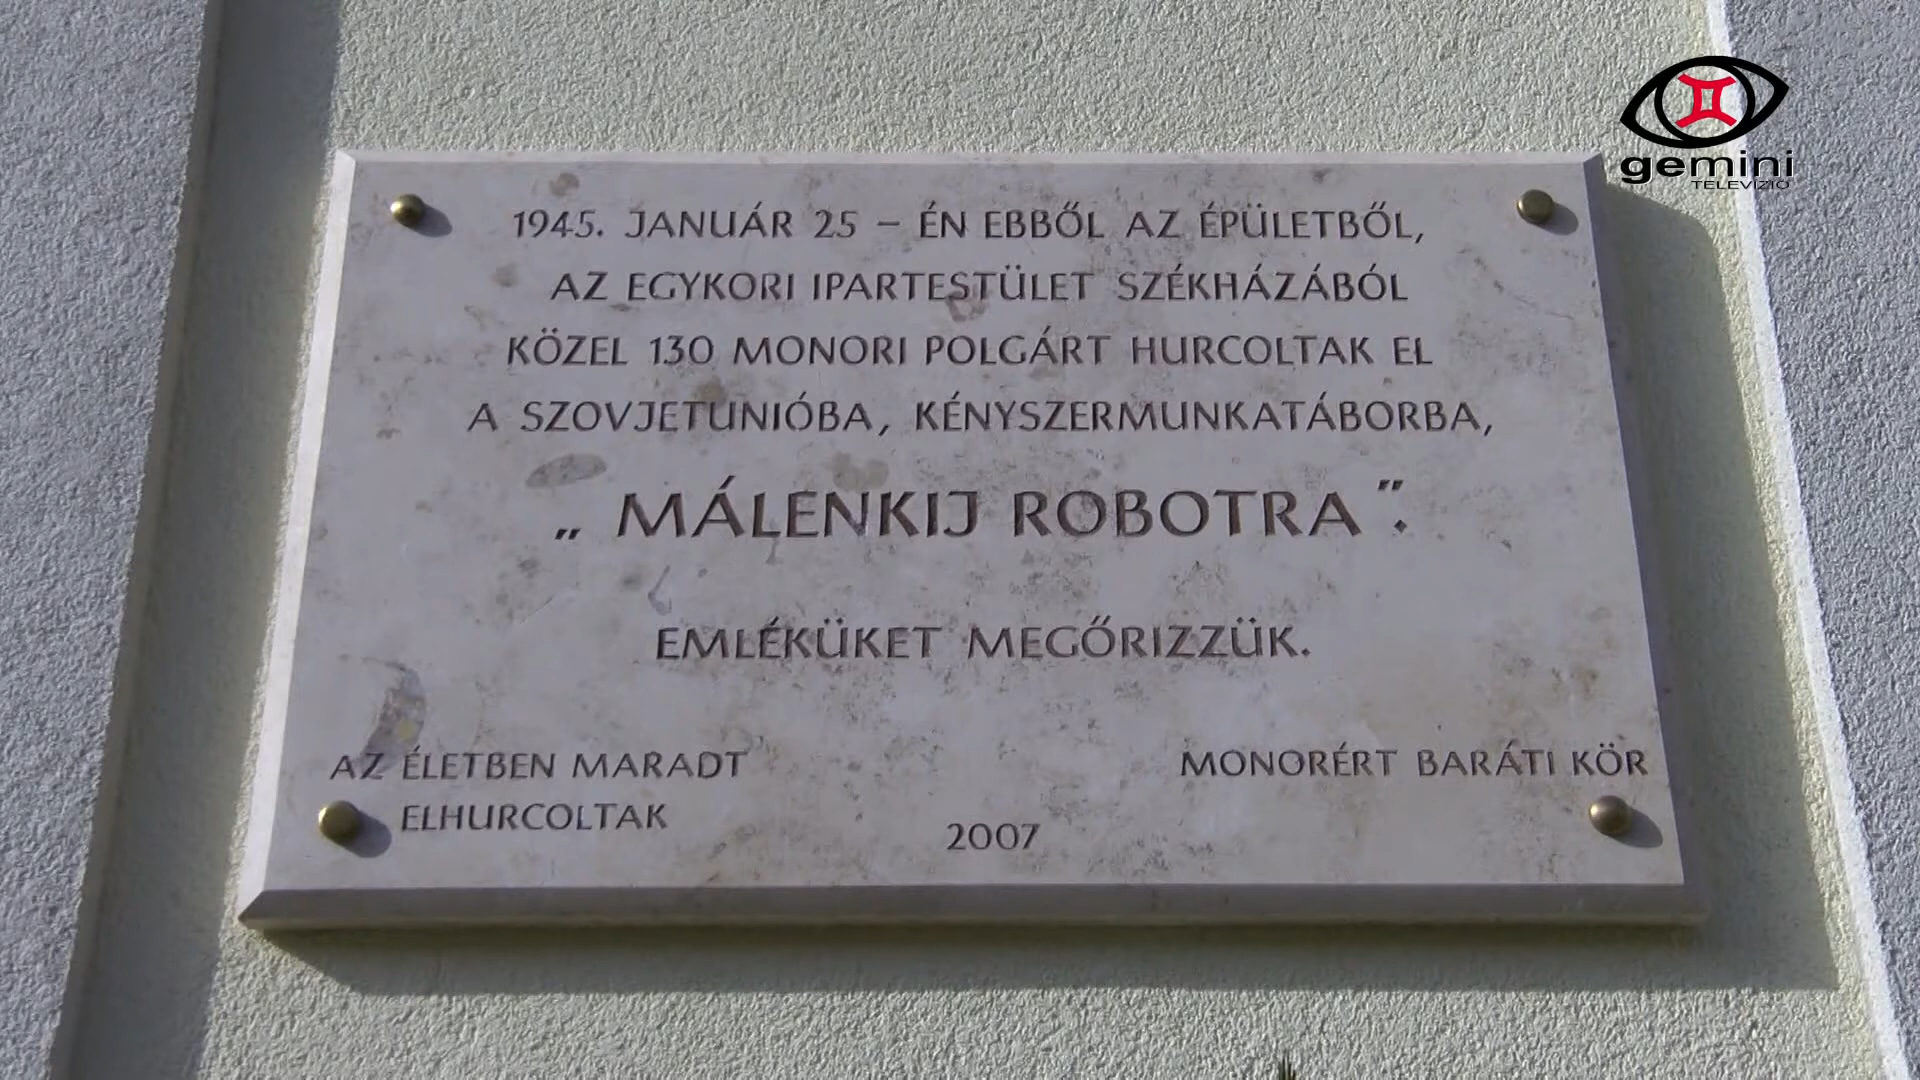 gemini
TELEVÍZIÓ
1945. JANUÁR 25 – ÉN EBBŐL AZ ÉPÜLETBŐL,
AZ EGYKORI IPARTESTÜLET SZÉKHÁZÁBÓL
KÖZEL 130 MONORI POLGÁRT HURCOLTAK EL
A SZOVJETUNIÓBA, KÉNYSZERMUNKATÁBORBA,
„ MÁLENKIJ ROBOTRA ”.
EMLÉKÜKET MEGŐRIZZÜK.
AZ ÉLETBEN MARADT
ELHURCOLTAK
MONORÉRT BARÁTI KÖR
2007